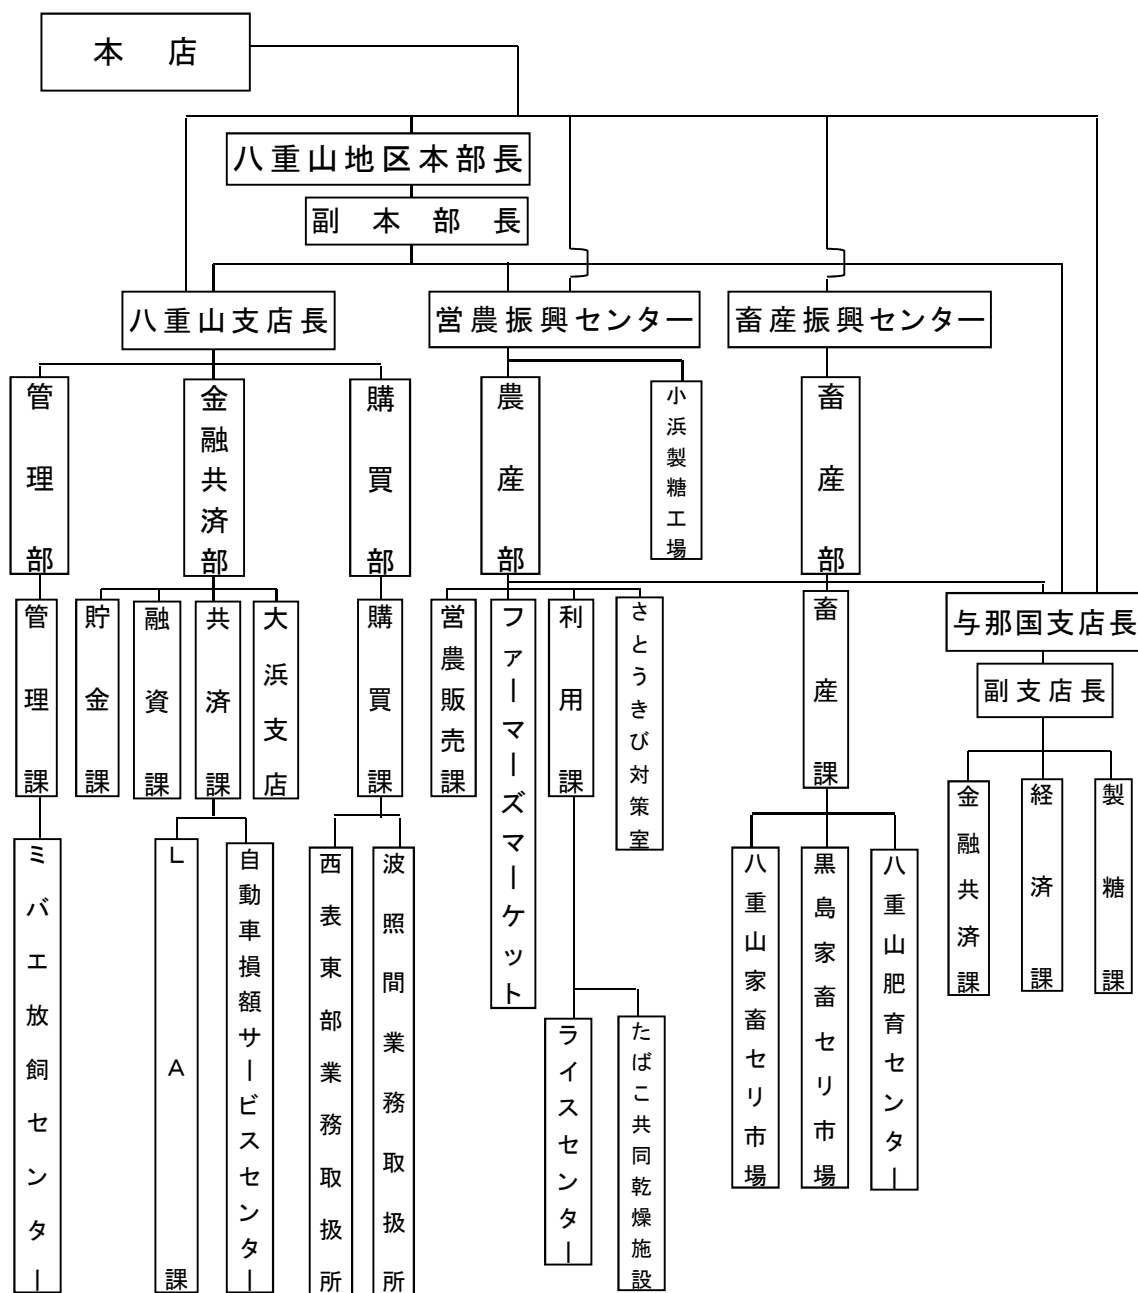 本店
八重山地区本部長
副本部長
八重山支店長
営農振興センター
畜産振興センター
管理部
金融共済部
購買部
農産部
小浜製糖工場
畜産部
管理課
貯金課
融資課
共済課
大浜支店
購買課
営農販売課
ファーマーズマーケット
利用課
さとうきび対策室
畜産課
与那国支店長
副支店長
金融共済課
経済課
製糖課
ミバエ放飼センター
LA課
自動車損額サービスセンター
西表東部業務取扱所
波照間業務取扱所
ライスセンター
たばこ共同乾燥施設
八重山家畜セリ市場
黒島家畜セリ市場
八重山肥育センター